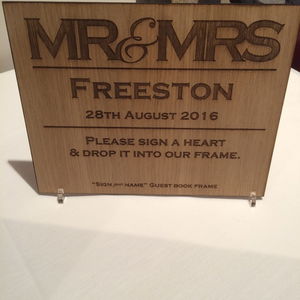 MR & MRS
FREESTON
28TH AUGUST 2016
PLEASE SIGN A HEART
& DROP IT INTO OUR FRAME.
"SIGN your NAME" GUEST BOOK FRAME